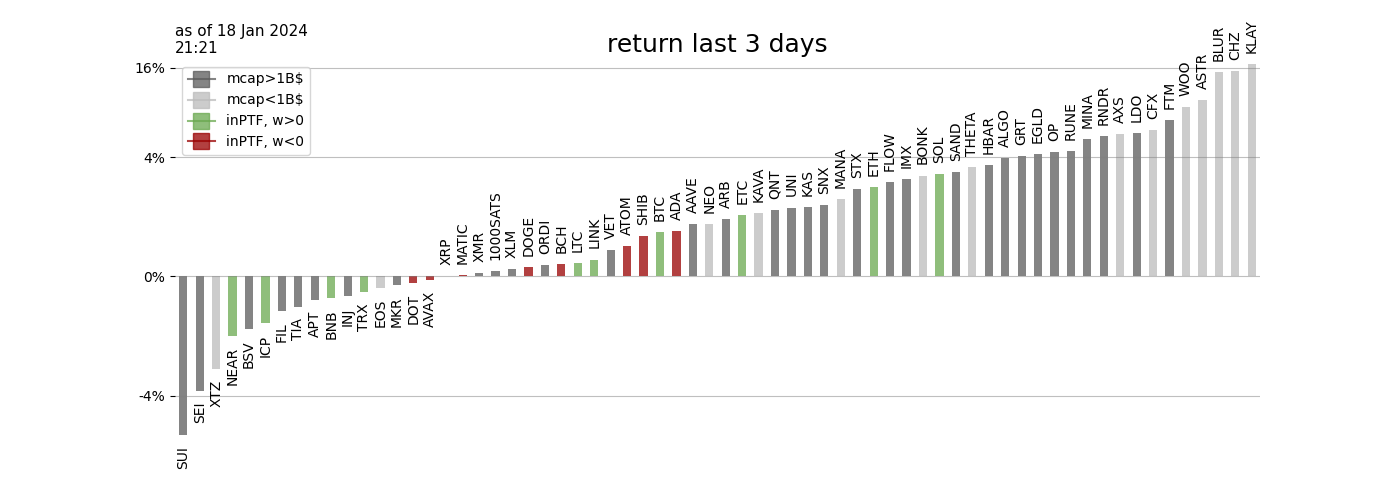 as of 18 Jan 2024
21:21
return last 3 days
mcap>1B$
mcap<1B$
inPTF, w>0
inPTF, w<0
16%
4%
0%
-4%
SUI
SEI
XTZ
NEAR
BSV
ICP
FIL
TIA
APT
BNB
INJ
TRX
EOS
MKR
DOT
AVAX
XRP
MATIC
XMR
1000SATS
XLM
DOGE
ORDI
BCH
LTC
LINK
VET
ATOM
SHIB
BTC
ADA
AAVE
NEO
ARB
ETC
KAVA
QNT
UNI
KAS
SNX
MANA
STX
ETH
FLOW
IMX
BONK
SOL
SAND
THETA
HBAR
ALGO
GRT
EGLD
OP
RUNE
MINA
RNDR
AXS
LDO
CFX
FTM
WOO
ASTR
BLUR
CHZ
KLAY